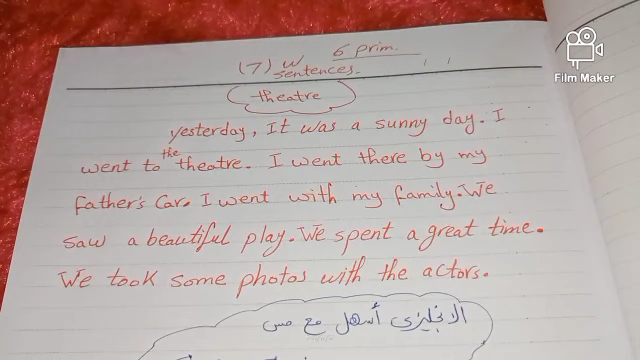 6 prim.
(7) w
sentences.
theatre
yesterday, It was a sunny day. I
went to the theatre. I went there by my
father's Car. I went with my family. We
saw a beautiful play. We spent a great time.
We took some photos with the actors.
الانجليزى أسهل مع مس
Film Maker